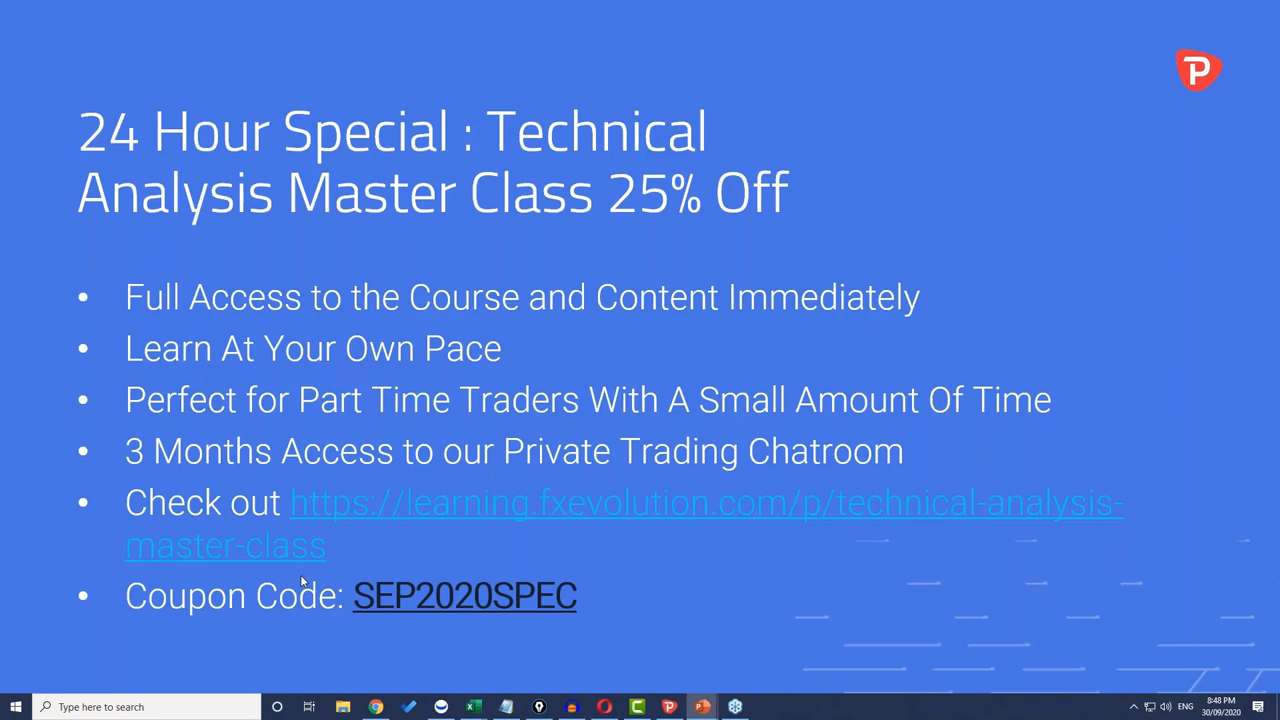 24 Hour Special : Technical
Analysis Master Class 25% Off
• Full Access to the Course and Content Immediately
• Learn At Your Own Pace
• Perfect for Part Time Traders With A Small Amount Of Time
• 3 Months Access to our Private Trading Chatroom
• Check out https://learning.fxevolution.com/p/technical-analysis-
master-class
• Coupon Code: SEP2020SPEC
Type here to search
ENG
8:48 PM
30/09/2020